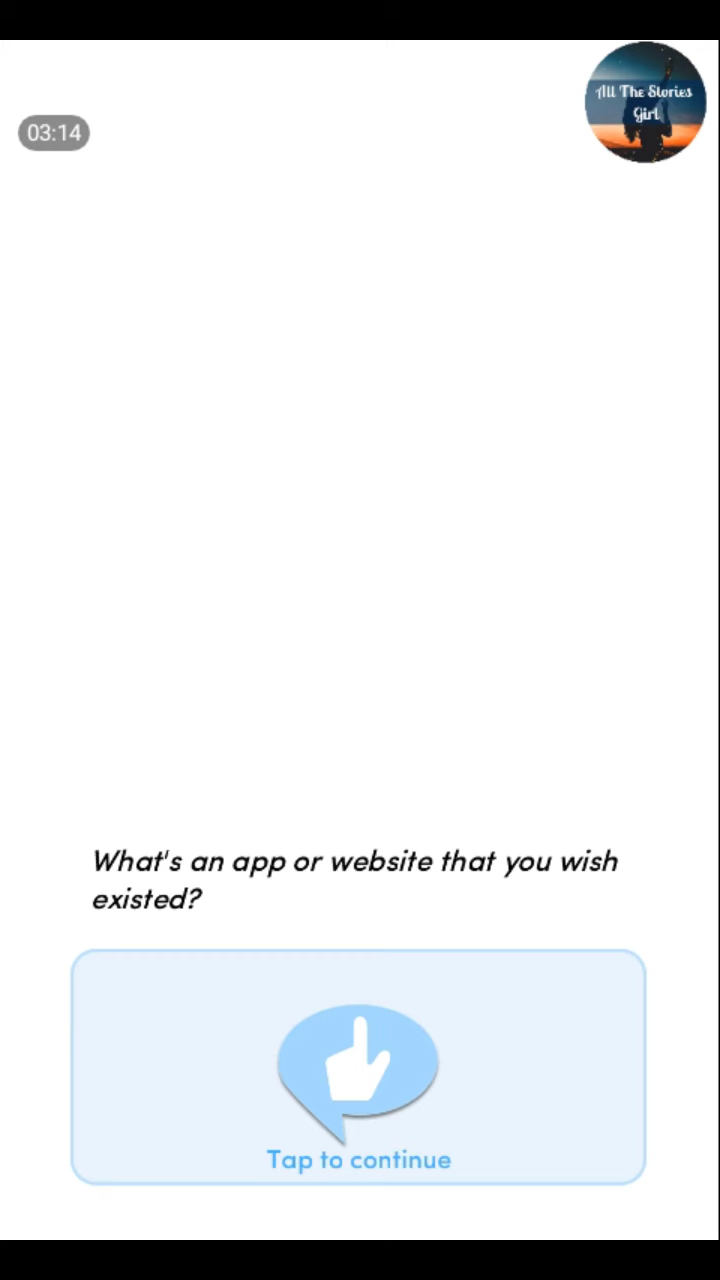 All The Stories
Girl
03:14
What's an app or website that you wish
existed?
Tap to continue